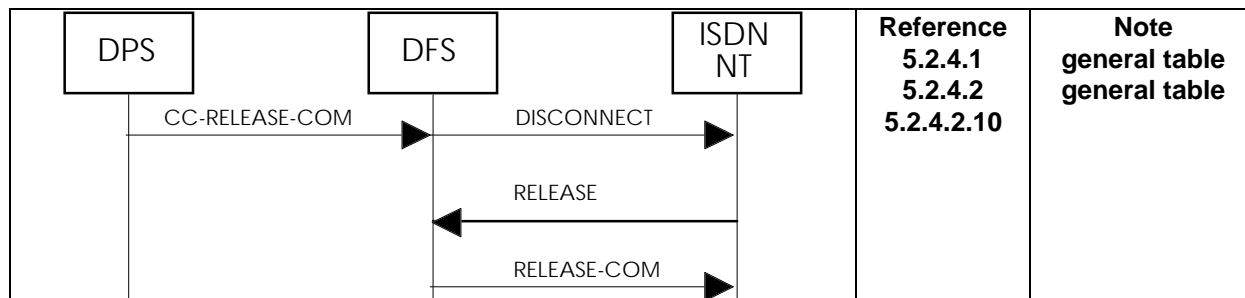 DPS
DFS
ISDN
NT
Reference
5.2.4.1
5.2.4.2
5.2.4.2.10
Note
general table
general table
CC-RELEASE-COM
DISCONNECT
RELEASE
RELEASE-COM